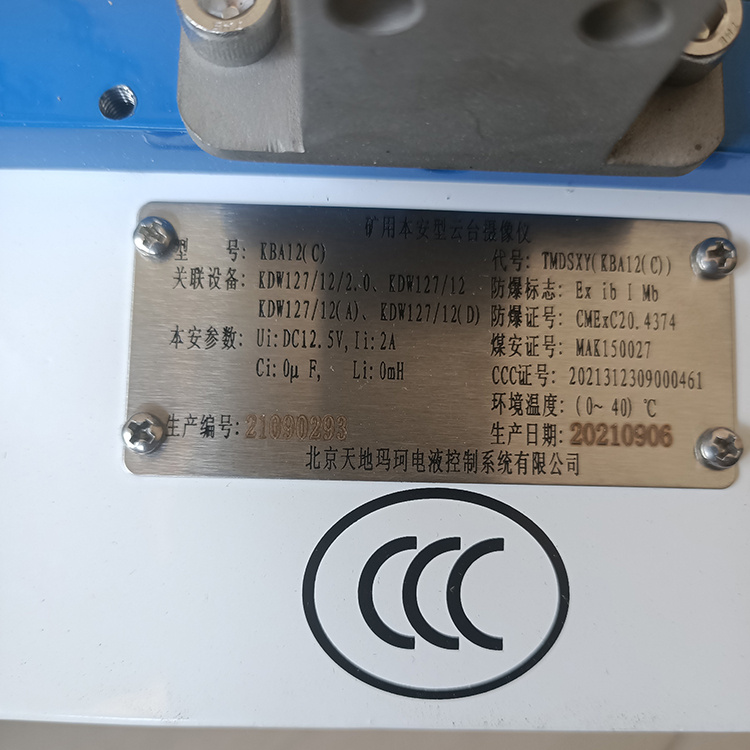 矿用本安型云台摄像仪
型 号: KBA12(C)
关联设备: KDW127/12/2.0、KDW127/12
KDW127/12(A)、KDW127/12(D)
本安参数: Ui:DC12.5V, Ii:2A
Ci:0μ F, Li:0mH
生产编号: 21090293
代号: TMDSXY(KBA12(C))
防爆标志: Ex ib I Mb
防爆证号: CMExC20.4374
煤安证号: MAK150027
CCC证号: 2021312309000461
环境温度: (0~ 40) ℃
生产日期: 20210906
北京天地玛珂电液控制系统有限公司
CCC